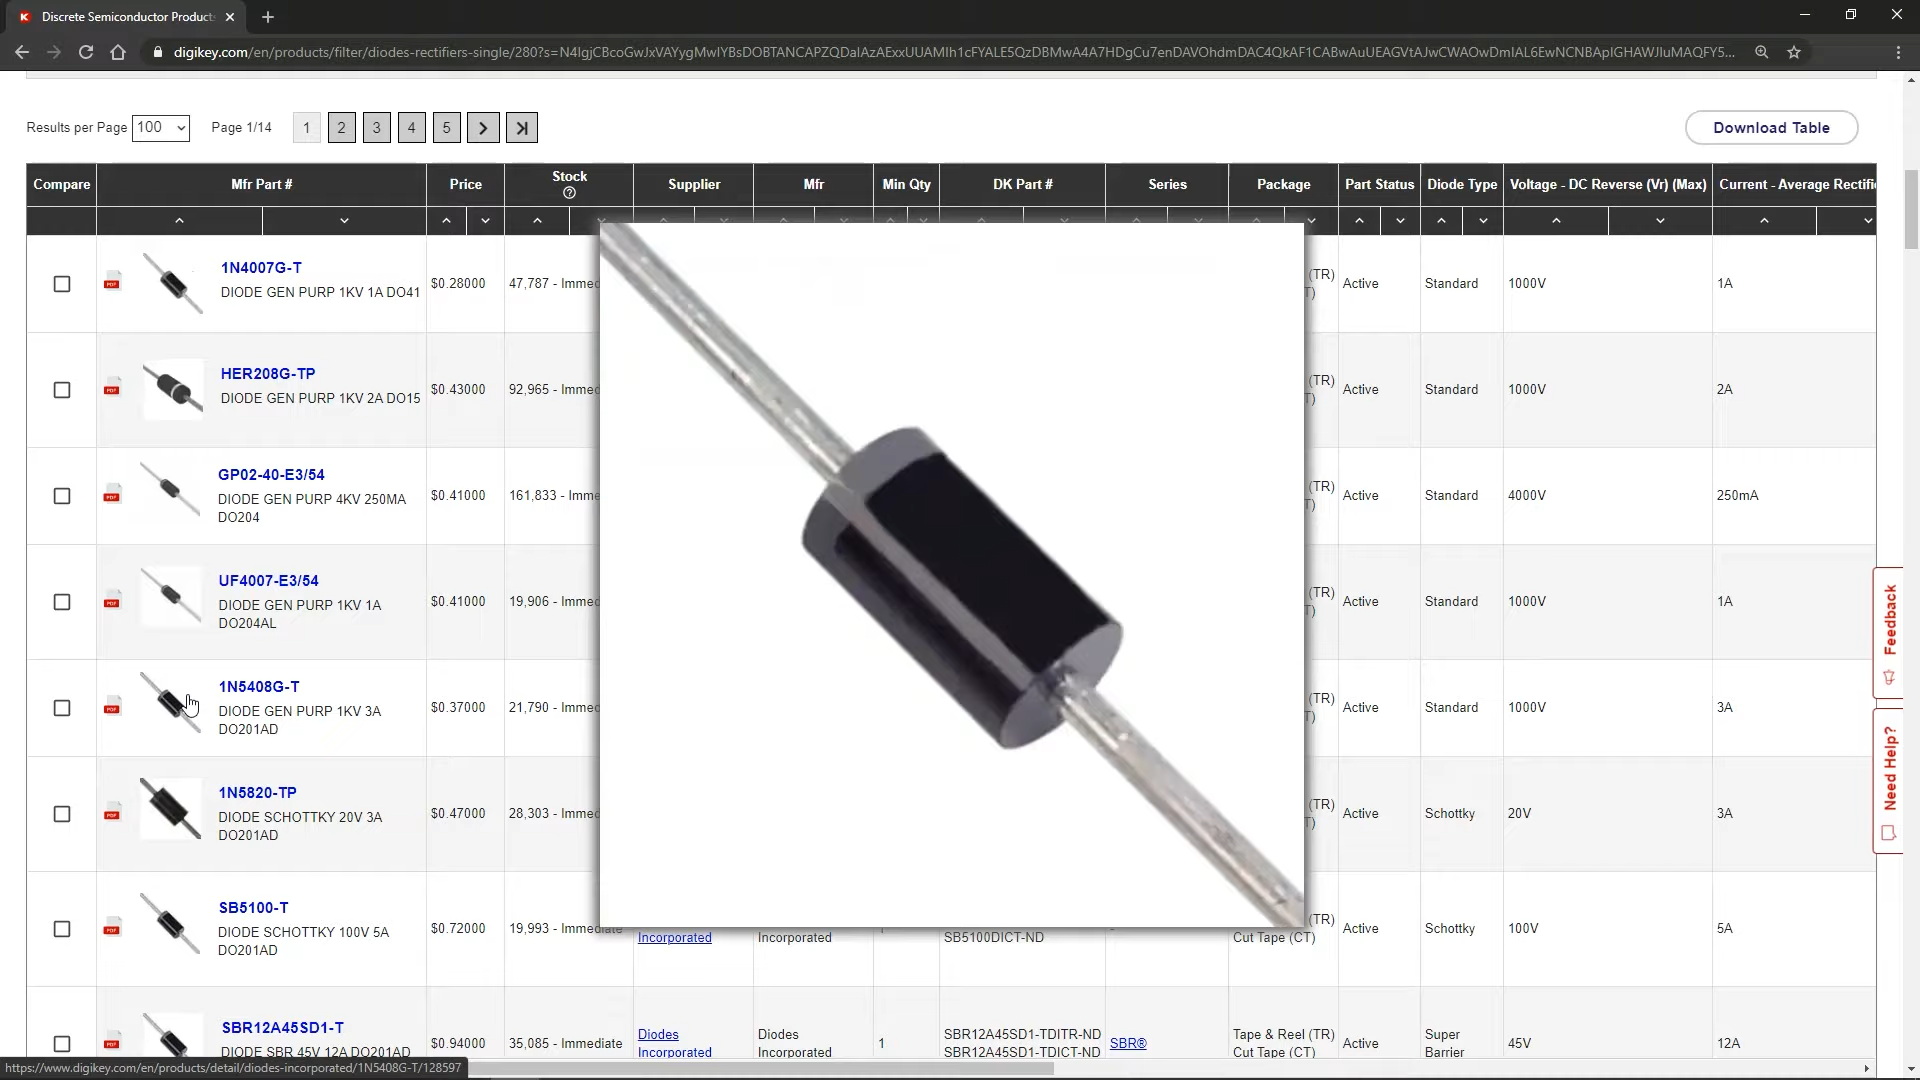 Discrete Semiconductor Product
digikey.com/en/products/filter/diodes-rectifiers-single/280?s=
Results per Page 100 Page 1/14 1 2 3 4 5
Download Table
Compare Mfr Part # Price Stock Supplier Mfr Min Qty DK Part # Series Package Part Status Diode Type Voltage - DC Reverse (Vr) (Max) Current - Average Rectifi
1N4007G-T
DIODE GEN PURP 1KV 1A DO41
$0.28000 47,787 - Immed (TR) Active Standard 1000V 1A
HER208G-TP
DIODE GEN PURP 1KV 2A DO15
$0.43000 92,965 - Immed (TR) Active Standard 1000V 2A
GP02-40-E3/54
DIODE GEN PURP 4KV 250MA
DO204
$0.41000 161,833 - Imme (TR) Active Standard 4000V 250mA
UF4007-E3/54
DIODE GEN PURP 1KV 1A
DO204AL
$0.41000 19,906 - Immed (TR) Active Standard 1000V 1A
1N5408G-T
DIODE GEN PURP 1KV 3A
DO201AD
$0.37000 21,790 - Immed (TR) Active Standard 1000V 3A
1N5820-TP
DIODE SCHOTTKY 20V 3A
DO201AD
$0.47000 28,303 - Immed (TR) Active Schottky 20V 3A
SB5100-T
DIODE SCHOTTKY 100V 5A
DO201AD
$0.72000 19,993 - Immediate (TR) Active Schottky 100V 5A
Incorporated Incorporated SB5100DICT-ND - Cut Tape (CT)
SBR12A45SD1-T
DIODE SBR 45V 12A DO201AD
$0.94000 35,085 - Immediate
Diodes
Incorporated
Diodes
Incorporated
1
SBR12A45SD1-TDITR-ND
SBR12A45SD1-TDICT-ND
SBR®
Tape & Reel (TR)
Cut Tape (CT)
Active
Super
Barrier
45V 12A
Feedback
Need Help?
https://www.digikey.com/en/products/detail/diodes-incorporated/1N5408G-T/128597